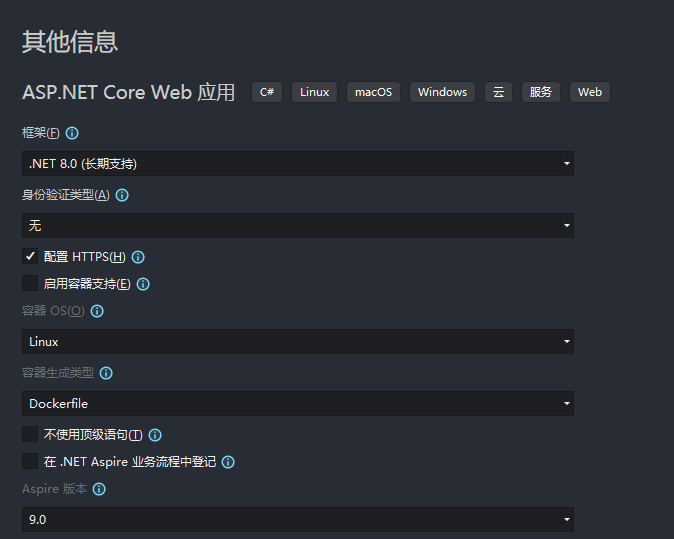 其他信息
ASP.NET Core Web 应用 C# Linux macOS Windows 云 服务 Web
框架(F)
.NET 8.0 (长期支持)
身份验证类型(A)
无
配置 HTTPS(H)
启用容器支持(E)
容器 OS(O)
Linux
容器生成类型
Dockerfile
不使用顶级语句(T)
在 .NET Aspire 业务流程中登记
Aspire 版本
9.0